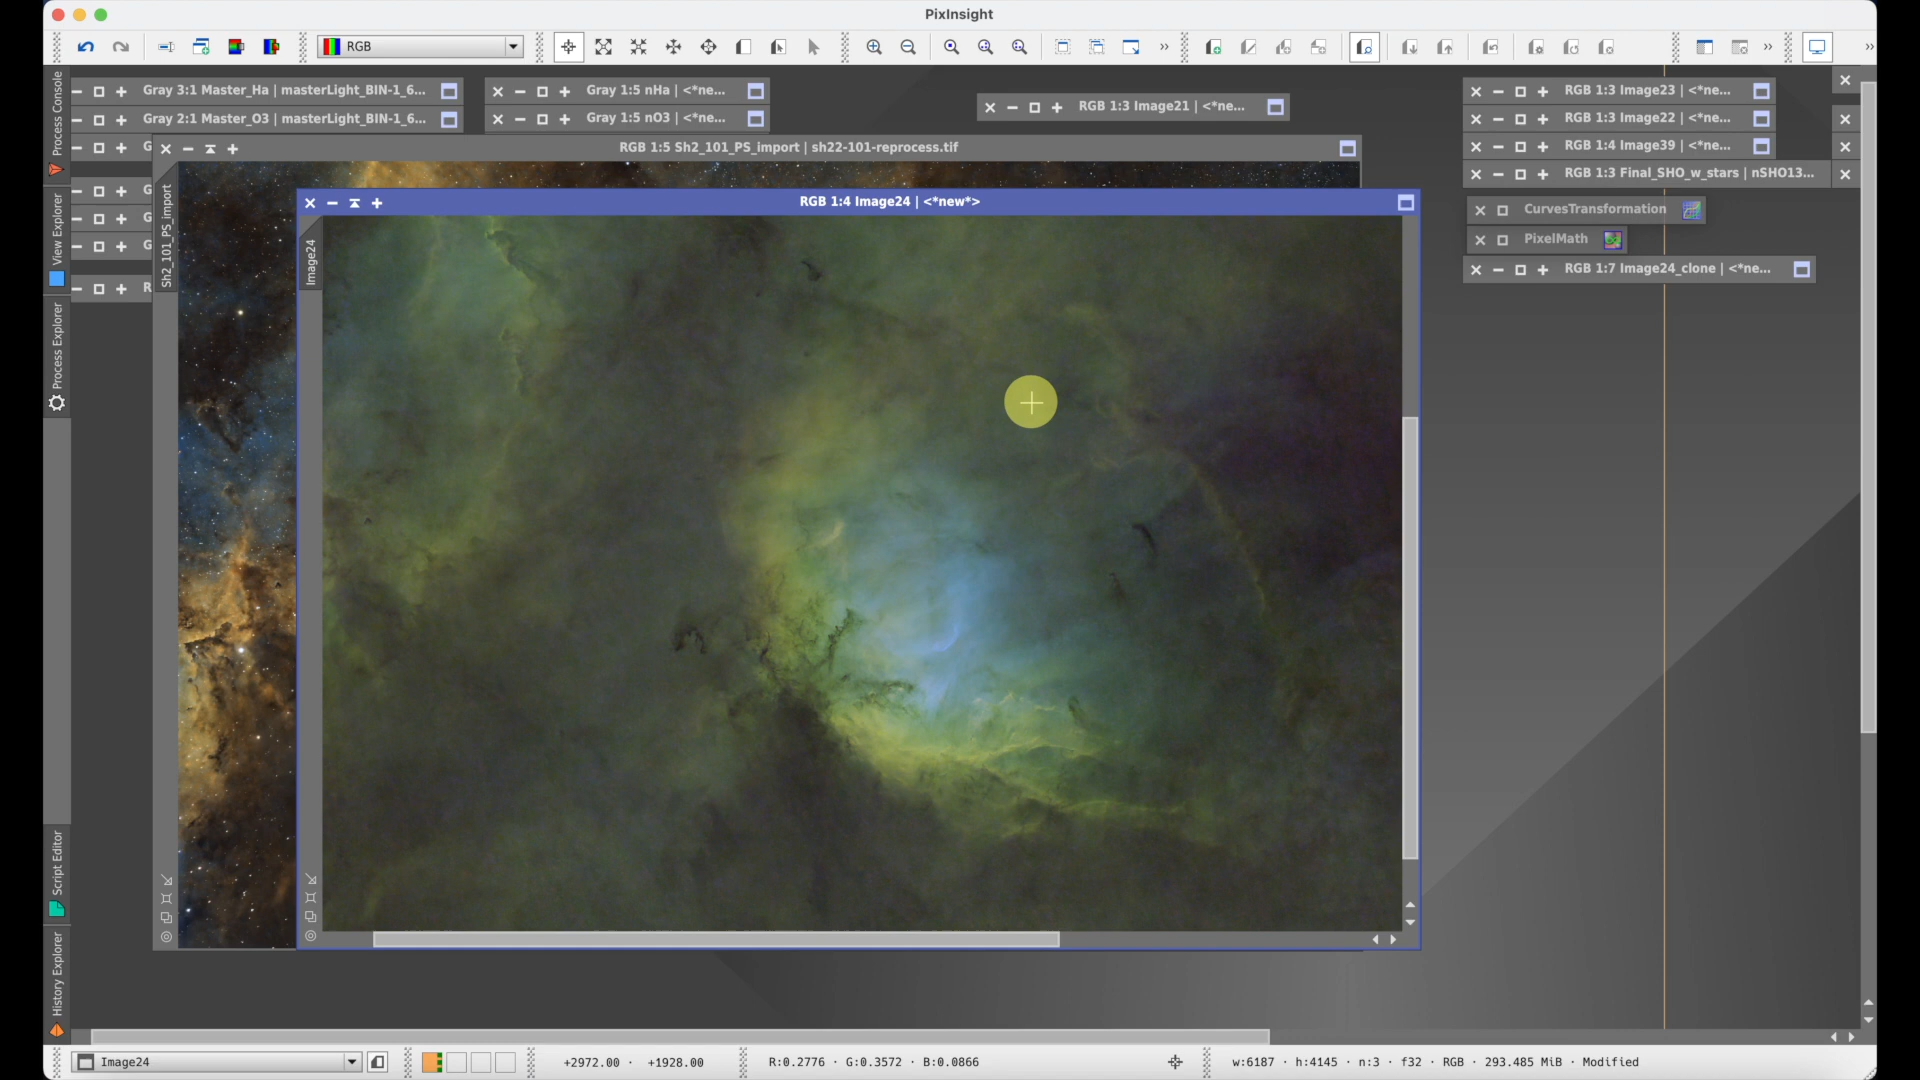 PixInsight
RGB
Process Console
View Explorer
Process Explorer
Script Editor
History Explorer
Gray 3:1 Master_Ha | masterLight_BIN-1_6...
Gray 2:1 Master_O3 | masterLight_BIN-1_6...
G
G
G
G
R
Gray 1:5 nHa | <*ne...
Gray 1:5 nO3 | <*ne...
RGB 1:3 Image21 | <*ne...
RGB 1:3 Image23 | <*ne...
RGB 1:3 Image22 | <*ne...
RGB 1:4 Image39 | <*ne...
RGB 1:3 Final_SHO_w_stars | nSHO13...
CurvesTransformation
PixelMath
RGB 1:7 Image24_clone | <*ne...
RGB 1:5 Sh2_101_PS_import | sh22-101-reprocess.tif
Sh2_101_PS_import
RGB 1:4 Image24 | <*new*>
Image24
Image24
+2972.00 · +1928.00
R:0.2776 · G:0.3572 · B:0.0866
w:6187 · h:4145 · n:3 · f32 · RGB · 293.485 MiB · Modified